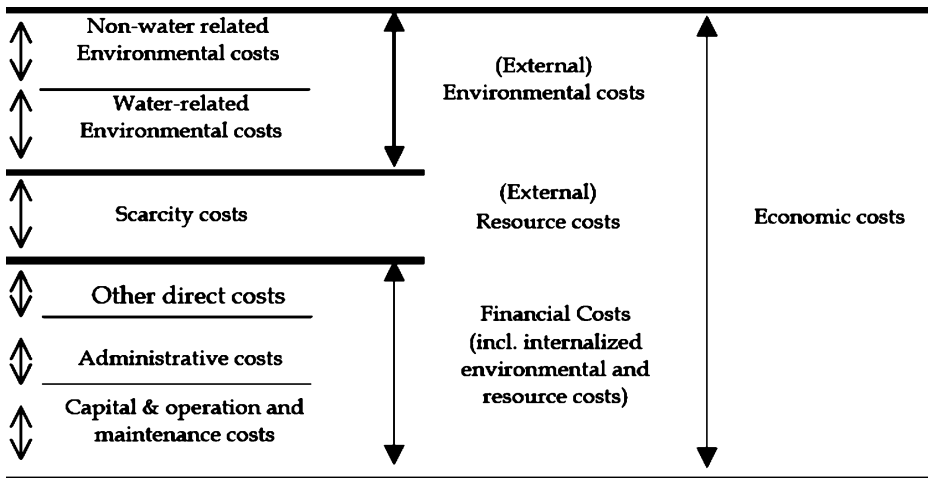 Non-water related
Environmental costs
Water-related
Environmental costs
(External)
Environmental costs
Scarcity costs
(External)
Resource costs
Economic costs
Other direct costs
Administrative costs
Capital & operation and
maintenance costs
Financial Costs
(incl. internalized
environmental and
resource costs)